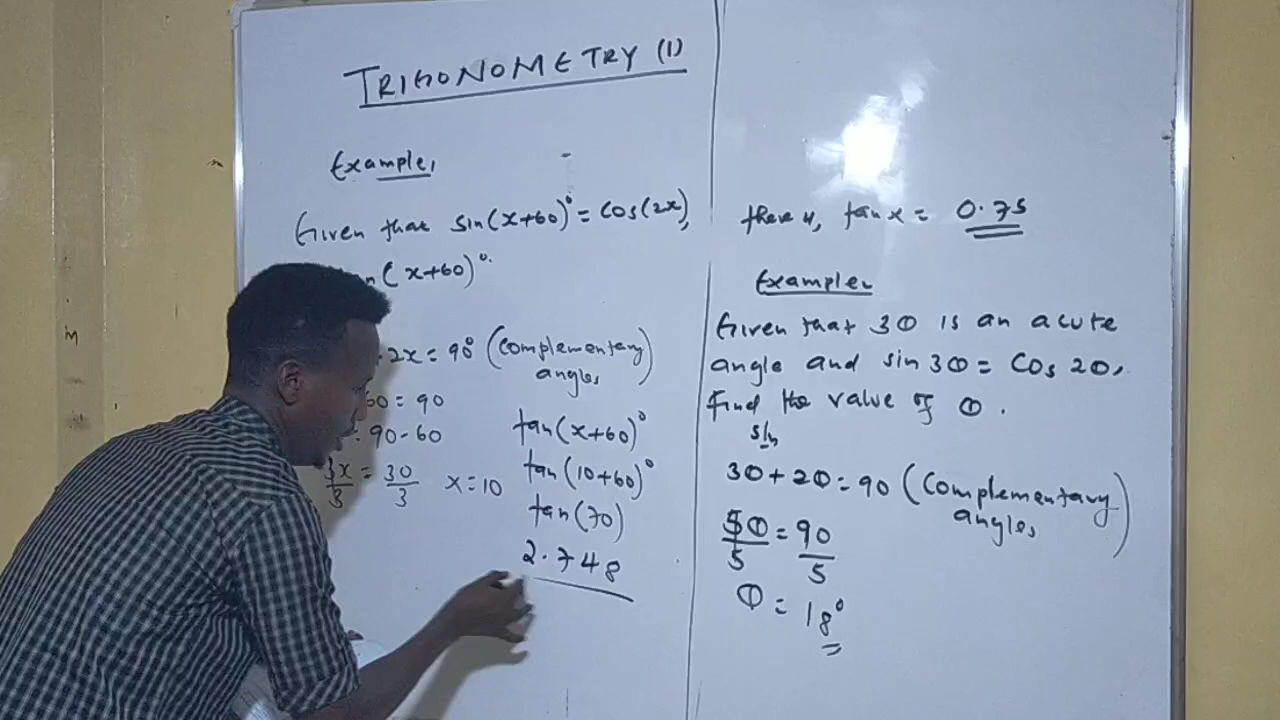 TRIGONOMETRY (1)
Example1
Given that sin(x+60)° = cos(2x),
(x+60)°.
2x = 90° (complementary
angles)
60 = 90
= 90-60
3x/3 = 30/3 x=10
tan(x+60)°
tan(10+60)°
tan(70)
2.748
tan x = 0.75
Example2
Given that 3θ is an acute
angle and sin 3θ = cos 2θ,
Find the value of θ.
Sln
3θ + 2θ = 90 (Complementary
angles)
5θ/5 = 90/5
θ = 18°